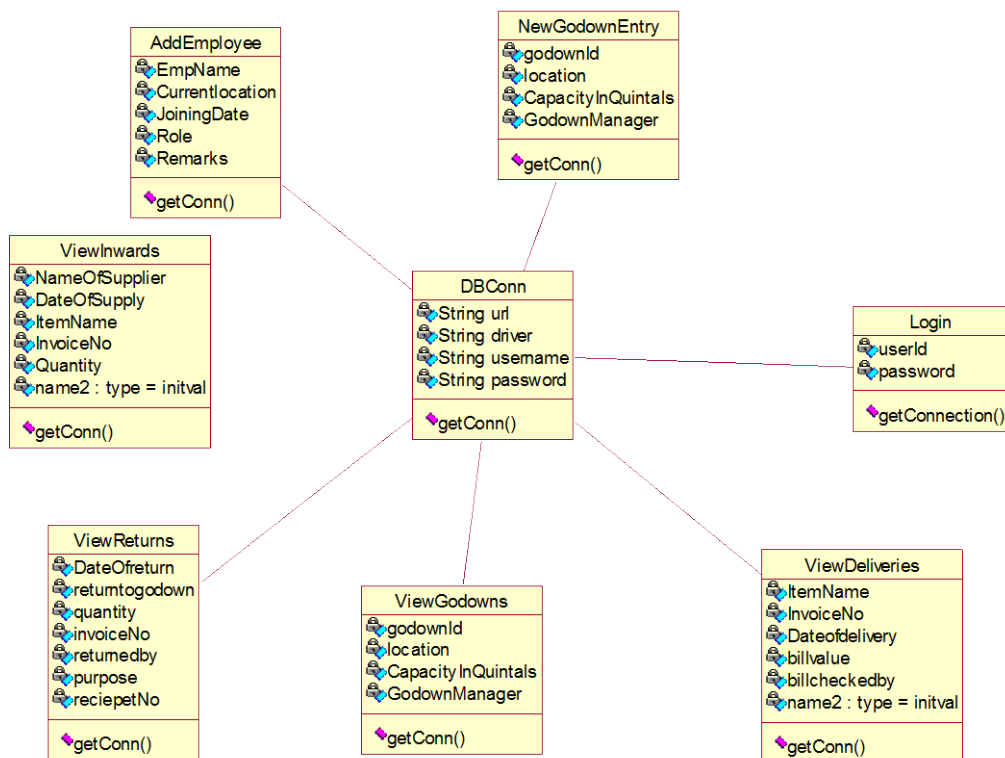 AddEmployee
EmpName
Currentlocation
JoiningDate
Role
Remarks
getConn()
NewGodownEntry
godownId
location
CapacityInQuintals
GodownManager
getConn()
ViewInwards
NameOfSupplier
DateOfSupply
ItemName
InvoiceNo
Quantity
name2 : type = initval
getConn()
DBConn
String url
String driver
String username
String password
getConn()
Login
userId
password
getConnection()
ViewReturns
DateOfreturn
returntogodown
quantity
invoiceNo
returnedby
purpose
reciepetNo
getConn()
ViewGodowns
godownId
location
CapacityInQuintals
GodownManager
getConn()
ViewDeliveries
ItemName
InvoiceNo
Dateofdelivery
billvalue
billcheckedby
name2 : type = initval
getConn()